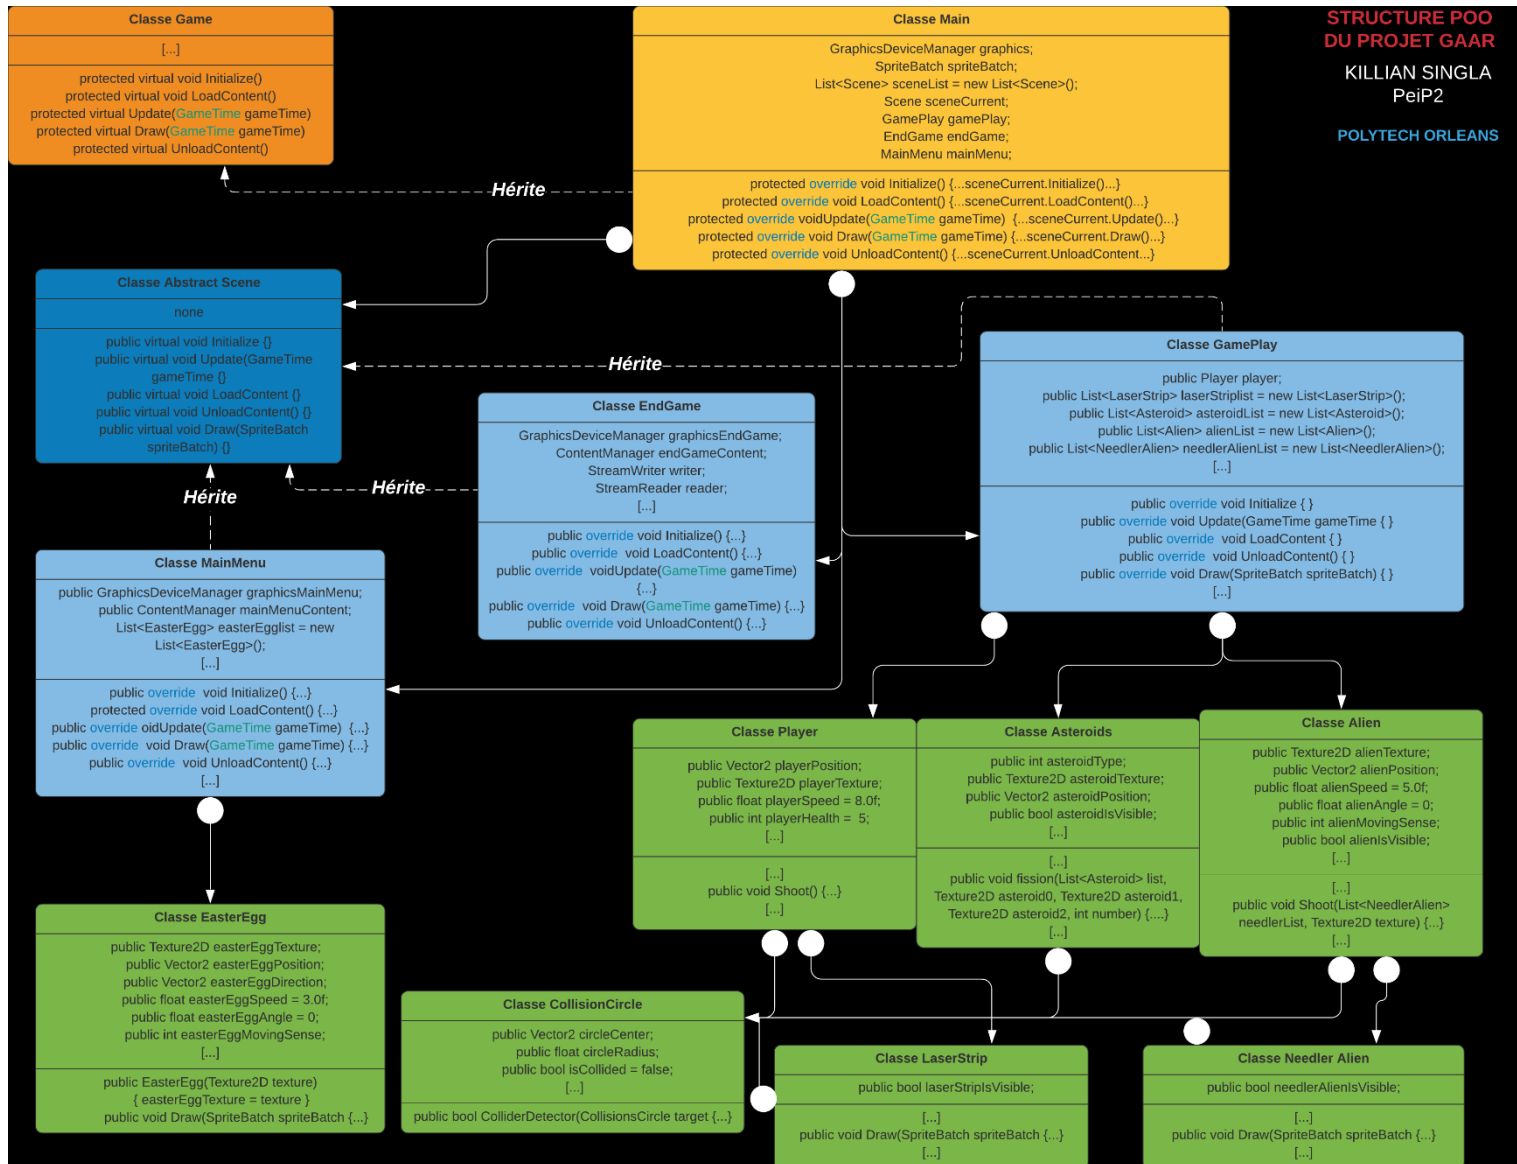 Classe Game
[...]
protected virtual void Initialize()
protected virtual void LoadContent()
protected virtual Update(GameTime gameTime)
protected virtual Draw(GameTime gameTime)
protected virtual UnloadContent()
Classe Main
GraphicsDeviceManager graphics;
SpriteBatch spriteBatch;
List<Scene> sceneList = new List<Scene>();
Scene sceneCurrent;
GamePlay gamePlay;
EndGame endGame;
MainMenu mainMenu;
protected override void Initialize() {...sceneCurrent.Initialize()...}
protected override void LoadContent() {...sceneCurrent.LoadContent()...}
protected override voidUpdate(GameTime gameTime)  {...sceneCurrent.Update()...}
protected override void Draw(GameTime gameTime) {...sceneCurrent.Draw()...}
protected override void UnloadContent() {...sceneCurrent.UnloadContent...}
STRUCTURE POO
DU PROJET GAAR
KILLIAN SINGLA
PeiP2
POLYTECH ORLEANS
Hérite
Classe Abstract Scene
none
public virtual void Initialize {}
public virtual void Update(GameTime
gameTime {}
public virtual void LoadContent {}
public virtual void UnloadContent() {}
public virtual void Draw(SpriteBatch
spriteBatch) {}
Hérite
Classe EndGame
GraphicsDeviceManager graphicsEndGame;
ContentManager endGameContent;
StreamWriter writer;
StreamReader reader;
[...]
public override void Initialize() {...}
public override  void LoadContent() {...}
public override  voidUpdate(GameTime gameTime)
{...}
public override  void Draw(GameTime gameTime) {...}
public override void UnloadContent() {...}
Classe GamePlay
public Player player;
public List<LaserStrip> laserStriplist = new List<LaserStrip>();
public List<Asteroid> asteroidList = new List<Asteroid>();
public List<Alien> alienList = new List<Alien>();
public List<NeedlerAlien> needlerAlienList = new List<NeedlerAlien>();
[...]
public override void Initialize { }
public override void Update(GameTime gameTime { }
public override  void LoadContent { }
public override  void UnloadContent() { }
public override void Draw(SpriteBatch spriteBatch) { }
[...]
Hérite
Hérite
Classe MainMenu
public GraphicsDeviceManager graphicsMainMenu;
public ContentManager mainMenuContent;
List<EasterEgg> easterEgglist = new
List<EasterEgg>();
[...]
public override  void Initialize() {...}
protected override void LoadContent() {...}
public override oidUpdate(GameTime gameTime)  {...}
public override  void Draw(GameTime gameTime) {...}
public override  void UnloadContent() {...}
[...]
Classe Player
public Vector2 playerPosition;
public Texture2D playerTexture;
public float playerSpeed = 8.0f;
public int playerHealth =  5;
[...]
[...]
public void Shoot() {...}
[...]
Classe Asteroids
public int asteroidType;
public Texture2D asteroidTexture;
public Vector2 asteroidPosition;
public bool asteroidIsVisible;
[...]
[...]
public void fission(List<Asteroid> list,
Texture2D asteroid0, Texture2D asteroid1,
Texture2D asteroid2, int number) {....}
[...]
Classe Alien
public Texture2D alienTexture;
public Vector2 alienPosition;
public float alienSpeed = 5.0f;
public float alienAngle = 0;
public int alienMovingSense;
public bool alienIsVisible;
[...]
[...]
public void Shoot(List<NeedlerAlien>
needlerList, Texture2D texture) {...}
[...]
Classe EasterEgg
public Texture2D easterEggTexture;
public Vector2 easterEggPosition;
public Vector2 easterEggDirection;
public float easterEggSpeed = 3.0f;
public float easterEggAngle = 0;
public int easterEggMovingSense;
[...]
public EasterEgg(Texture2D texture)
{ easterEggTexture = texture }
public void Draw(SpriteBatch spriteBatch {...}
Classe CollisionCircle
public Vector2 circleCenter;
public float circleRadius;
public bool isCollided = false;
[...]
public bool ColliderDetector(CollisionsCircle target {...}
Classe LaserStrip
public bool laserStripIsVisible;
[...]
public void Draw(SpriteBatch spriteBatch {...}
[...]
Classe Needler Alien
public bool needlerAlienIsVisible;
[...]
public void Draw(SpriteBatch spriteBatch {...}
[...]